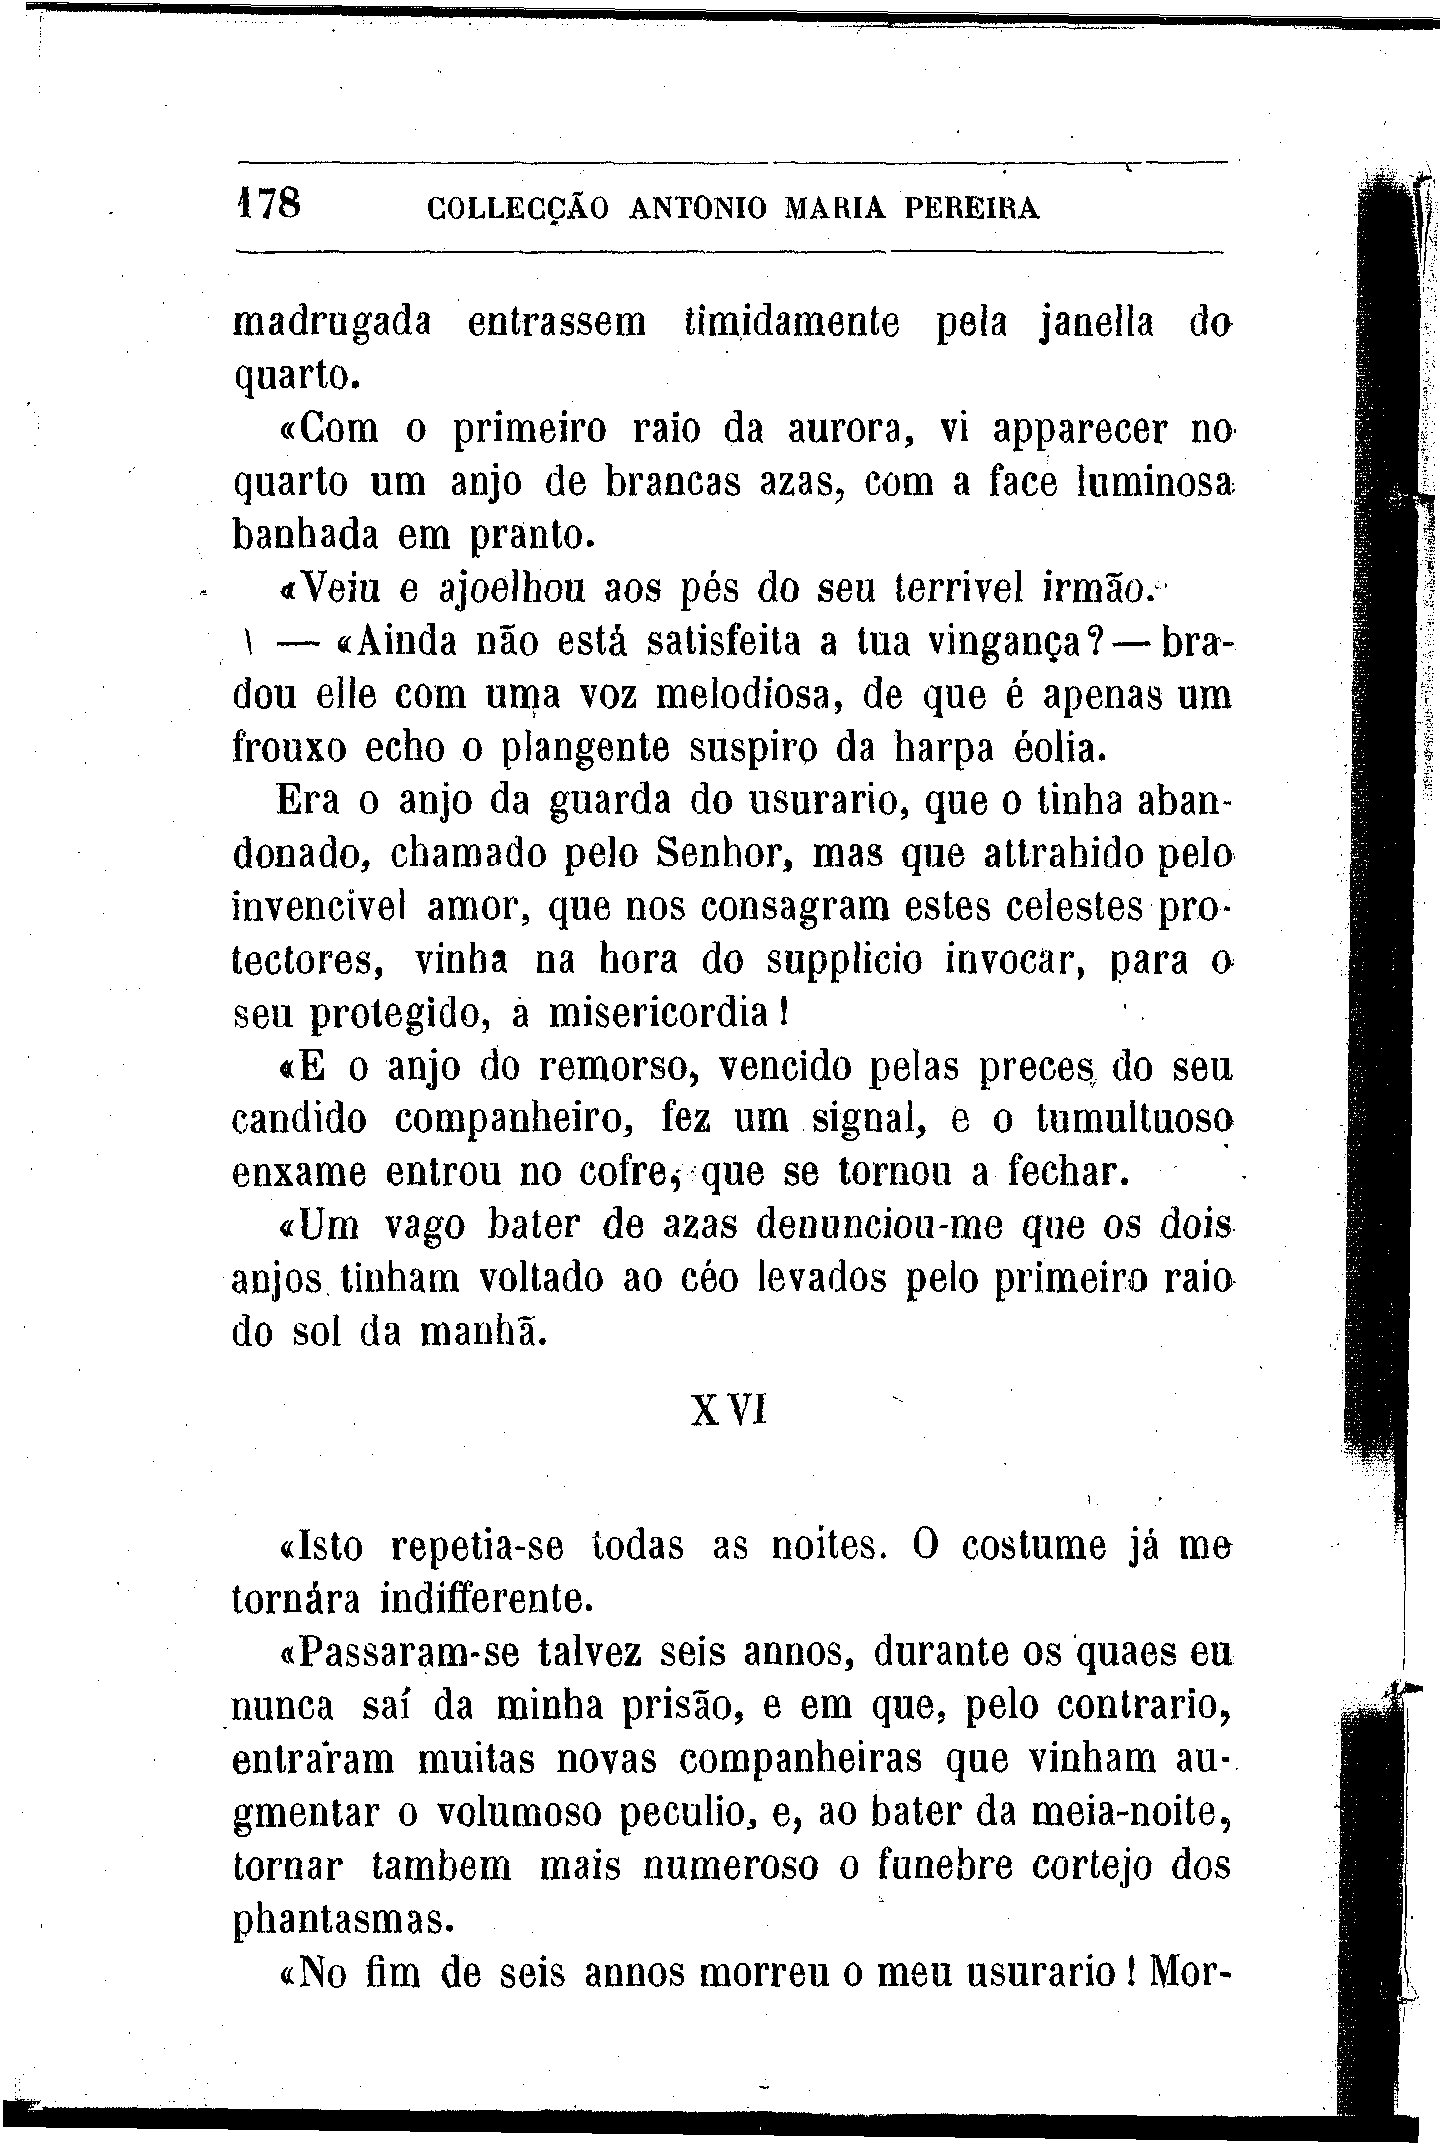 178 COLLECÇÃO ANTONIO MARIA PEREIRA
madrugada entrassem timidamente pela janella do
quarto.
«Com o primeiro raio da aurora, vi apparecer no
quarto um anjo de brancas azas, com a face luminosa
banhada em pranto.
«Veiu e ajoelhou aos pés do seu terrivel irmão.
— «Ainda não está satisfeita a tua vingança? — bra-
dou elle com uma voz melodiosa, de que é apenas um
frouxo echo o plangente suspiro da harpa éolia.
Era o anjo da guarda do usurario, que o tinha aban-
donado, chamado pelo Senhor, mas que attrahido pelo
invencivel amor, que nos consagram estes celestes pro-
tectores, vinha na hora do supplicio invocar, para o
seu protegido, a misericordia!
«E o anjo do remorso, vencido pelas preces do seu
candido companheiro, fez um signal, e o tumultuoso
enxame entrou no cofre, que se tornou a fechar.
«Um vago bater de azas denunciou-me que os dois
anjos tinham voltado ao céo levados pelo primeiro raio
do sol da manhã.
XVI
«Isto repetia-se todas as noites. O costume já me
tornára indifferente.
«Passaram-se talvez seis annos, durante os quaes eu
nunca saí da minha prisão, e em que, pelo contrario,
entraram muitas novas companheiras que vinham au-
gmentar o volumoso peculio, e, ao bater da meia-noite,
tornar tambem mais numeroso o funebre cortejo dos
phantasmas.
«No fim de seis annos morreu o meu usurario! Mor-